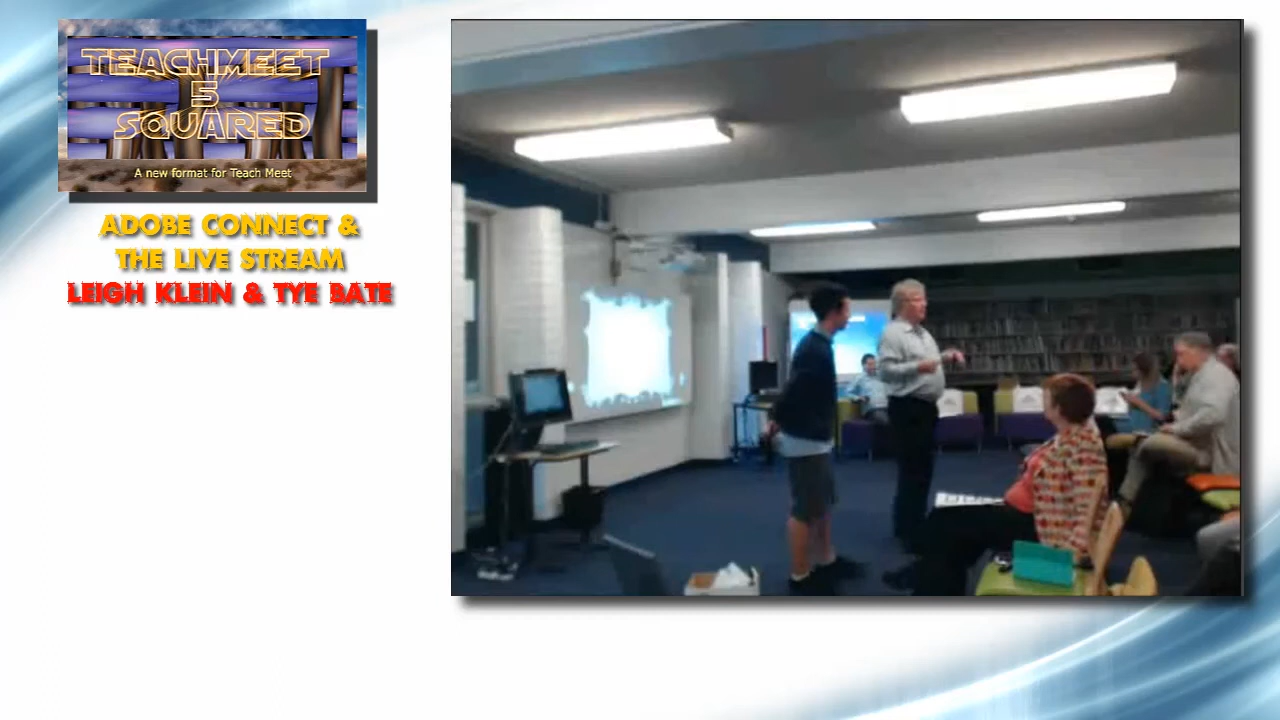 TEACHMEET
5
SQUARED
A new format for Teach Meet
ADOBE CONNECT &
THE LIVE STREAM
LEIGH KLEIN & TYE BATE